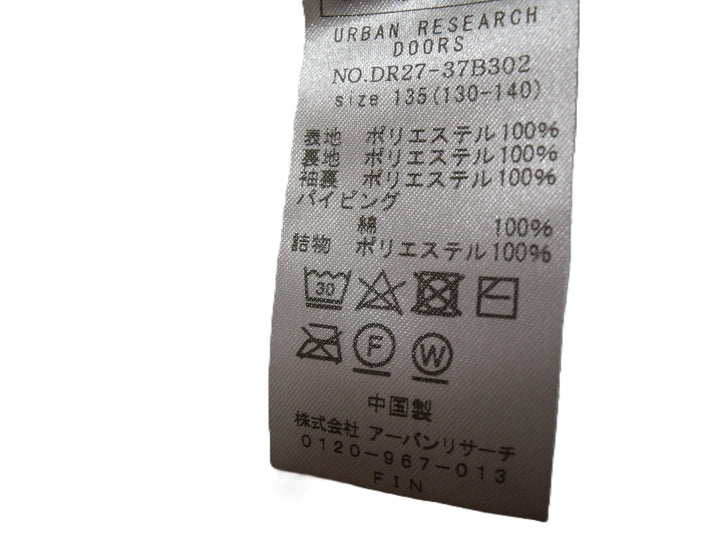 URBAN RESEARCH
DOORS
NO.DR27-37B302
size 135(130-140)
表地 ポリエステル100%
裏地 ポリエステル100%
袖裏 ポリエステル100%
パイピング
綿 100%
詰物 ポリエステル100%
30
F W
中国製
株式会社 アーバンリサーチ
0120-967-013
FIN